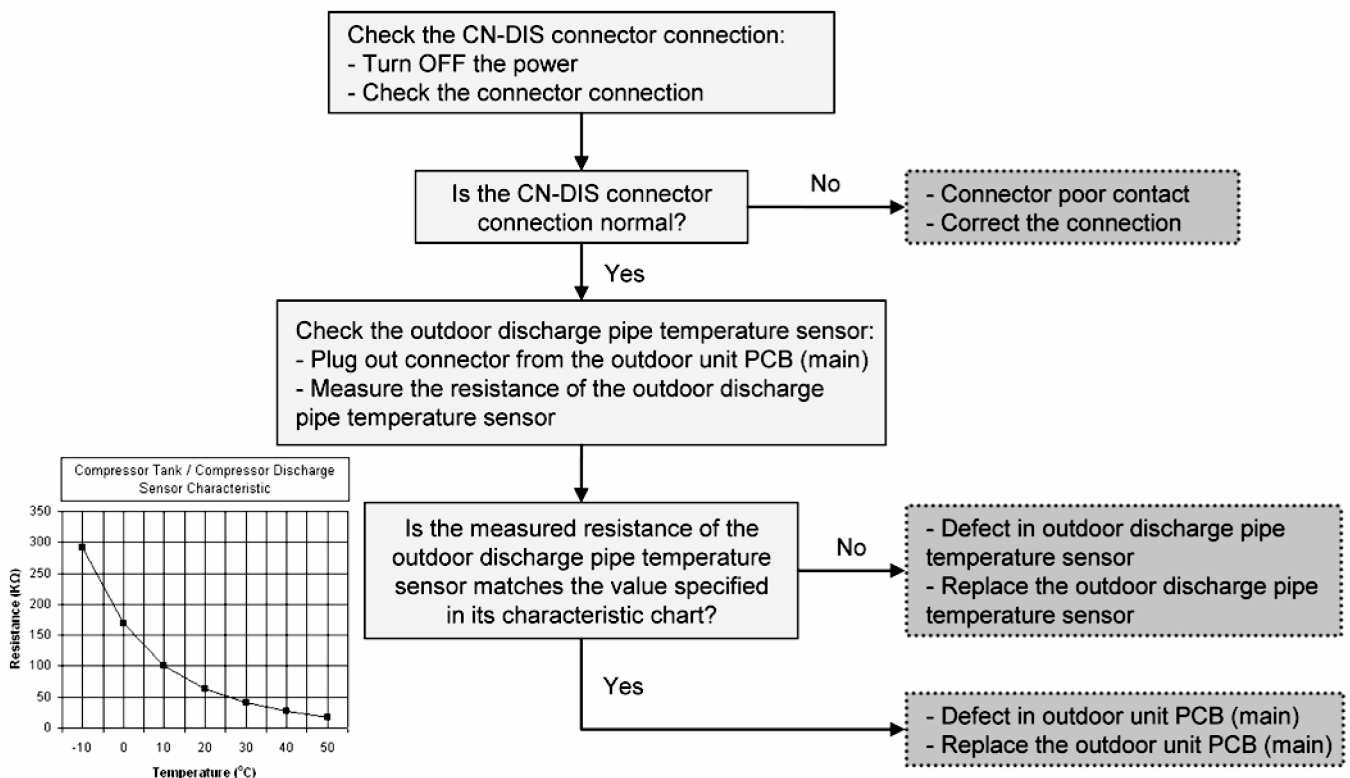 Check the CN-DIS connector connection:
- Turn OFF the power
- Check the connector connection
Is the CN-DIS connector
connection normal?
No
- Connector poor contact
- Correct the connection
Yes
Check the outdoor discharge pipe temperature sensor:
- Plug out connector from the outdoor unit PCB (main)
- Measure the resistance of the outdoor discharge
pipe temperature sensor
Compressor Tank / Compressor Discharge
Sensor Characteristic
350
300
250
200
150
100
50
0
Resistance (KΩ)
-10 0 10 20 30 40 50
Temperature (°C)
Is the measured resistance of the
outdoor discharge pipe temperature
sensor matches the value specified
in its characteristic chart?
No
- Defect in outdoor discharge pipe
temperature sensor
- Replace the outdoor discharge pipe
temperature sensor
Yes
- Defect in outdoor unit PCB (main)
- Replace the outdoor unit PCB (main)